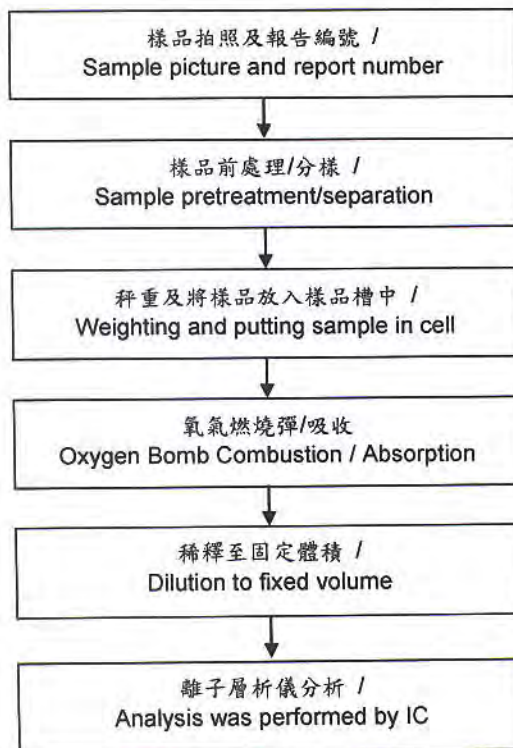 樣品拍照及報告編號 /
Sample picture and report number
樣品前處理/分樣 /
Sample pretreatment/separation
秤重及將樣品放入樣品槽中 /
Weighting and putting sample in cell
氧氣燃燒彈/吸收
Oxygen Bomb Combustion / Absorption
稀釋至固定體積 /
Dilution to fixed volume
離子層析儀分析 /
Analysis was performed by IC